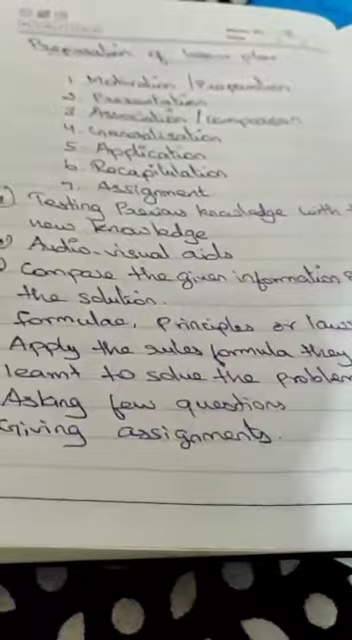 Preparation of lesson plan
1. Motivation / Preparation
2. Presentation
3. Association / Comparison
4. Generalisation
5. Application
6. Recapitulation
7. Assignment
Testing Previous knowledge with
new knowledge
Audio-visual aids
Compare the given information
the solution.
formulae, principles or laws
Apply the rules formula they
learnt to solve the problem
Asking few questions
Giving assignments.